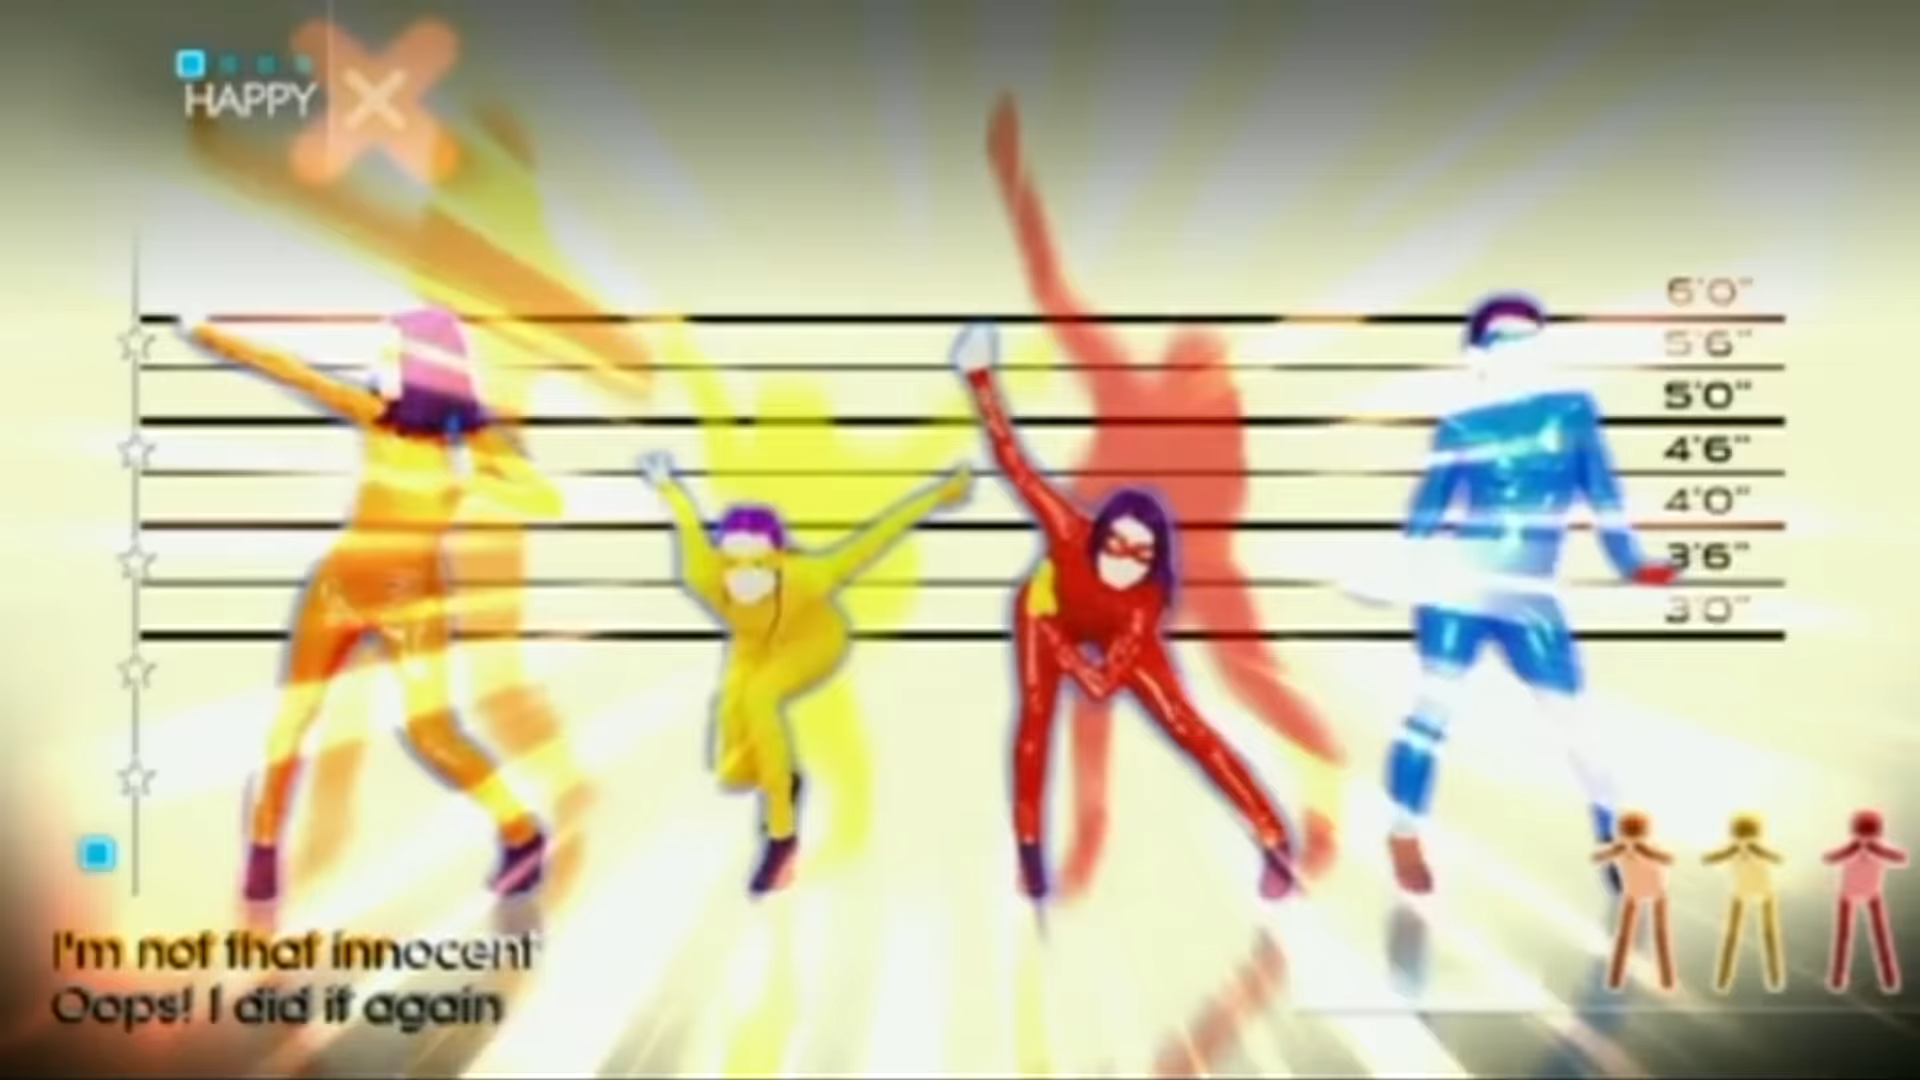 HAPPY X
6'0"
5'6"
5'0"
4'6"
4'0"
3'6"
3'0"
I'm not that innocent
Oops! I did it again